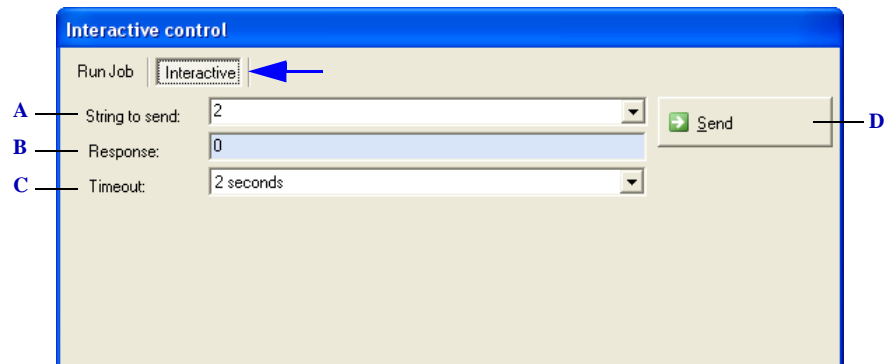 Interactive control
Run Job Interactive
A String to send: 2 Send D
B Response: 0
C Timeout: 2 seconds